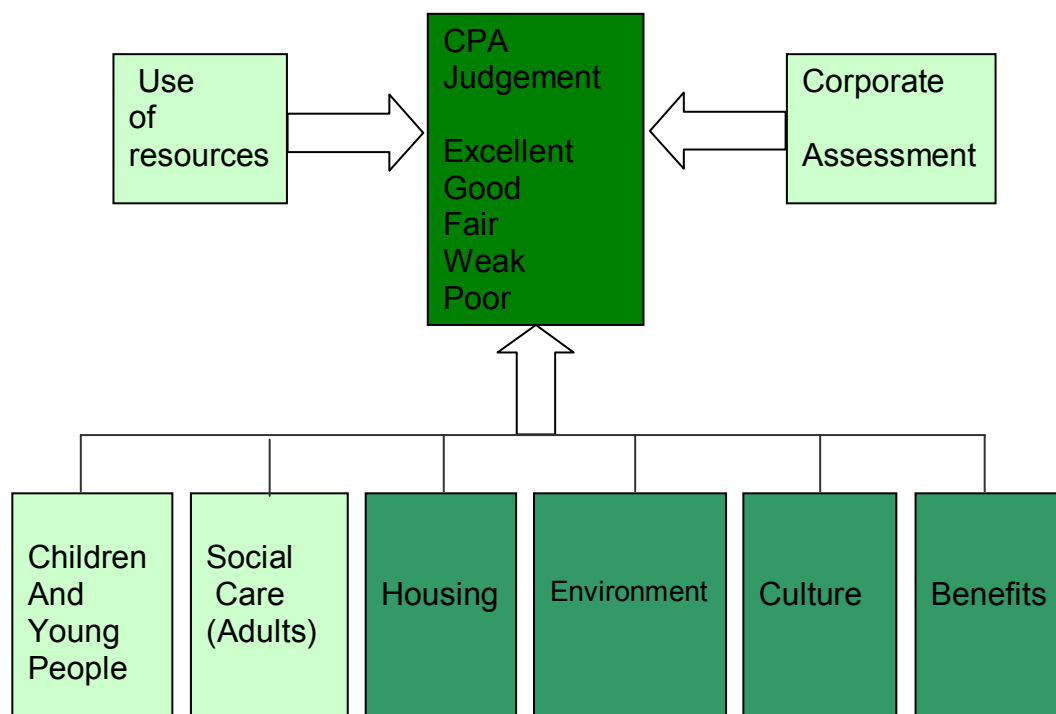 Use
of
resources
CPA
Judgement
Excellent
Good
Fair
Weak
Poor
Corporate
Assessment
Children
And
Young
People
Social
Care
(Adults)
Housing
Environment
Culture
Benefits